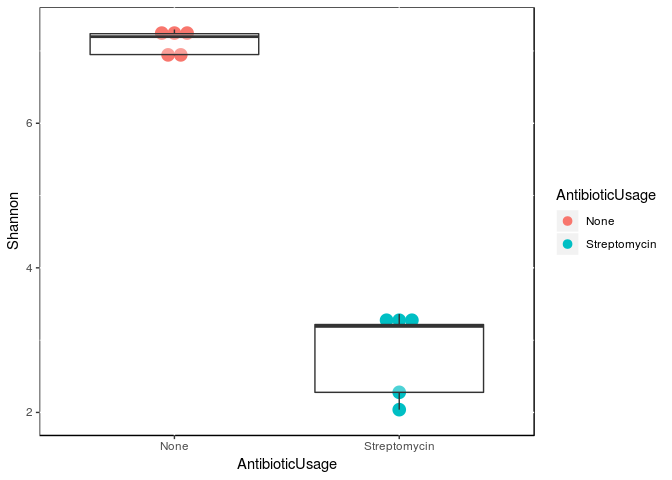 Shannon
6
4
2
None
Streptomycin
AntibioticUsage
AntibioticUsage
None
Streptomycin